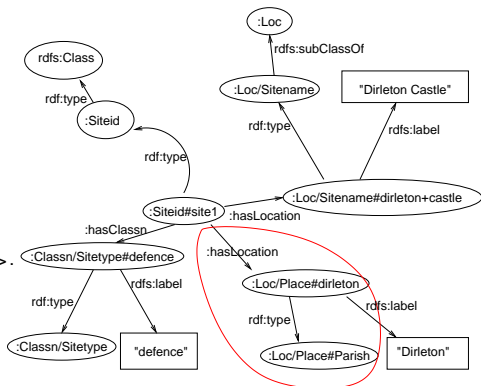 :Loc
rdfs:subClassOf
rdfs:Class
rdf:type
:Loc/Sitename
"Dirleton Castle"
:Siteid
rdf:type
rdfs:label
rdf:type
:Siteid#site1
:hasLocation
:Loc/Sitename#dirleton+castle
:hasClassn
:hasLocation
>.
:Classn/Sitetype#defence
:Loc/Place#dirleton
rdf:type
rdfs:label
rdf:type
rdfs:label
:Classn/Sitetype
"defence"
:Loc/Place#Parish
"Dirleton"